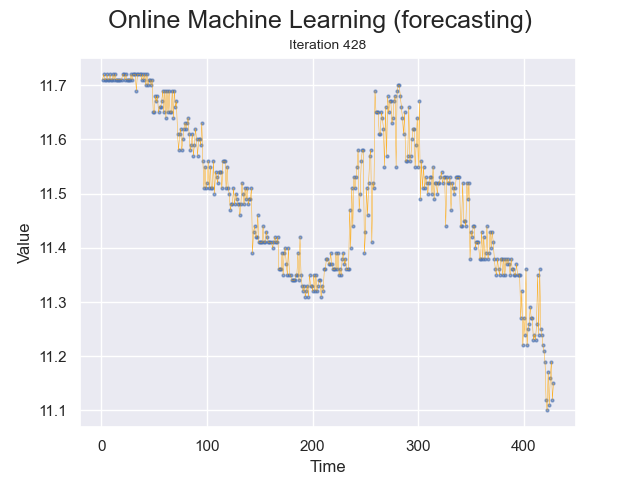 Online Machine Learning (forecasting)
Iteration 428
11.7
11.6
11.5
11.4
11.3
11.2
11.1
Value
0 100 200 300 400
Time